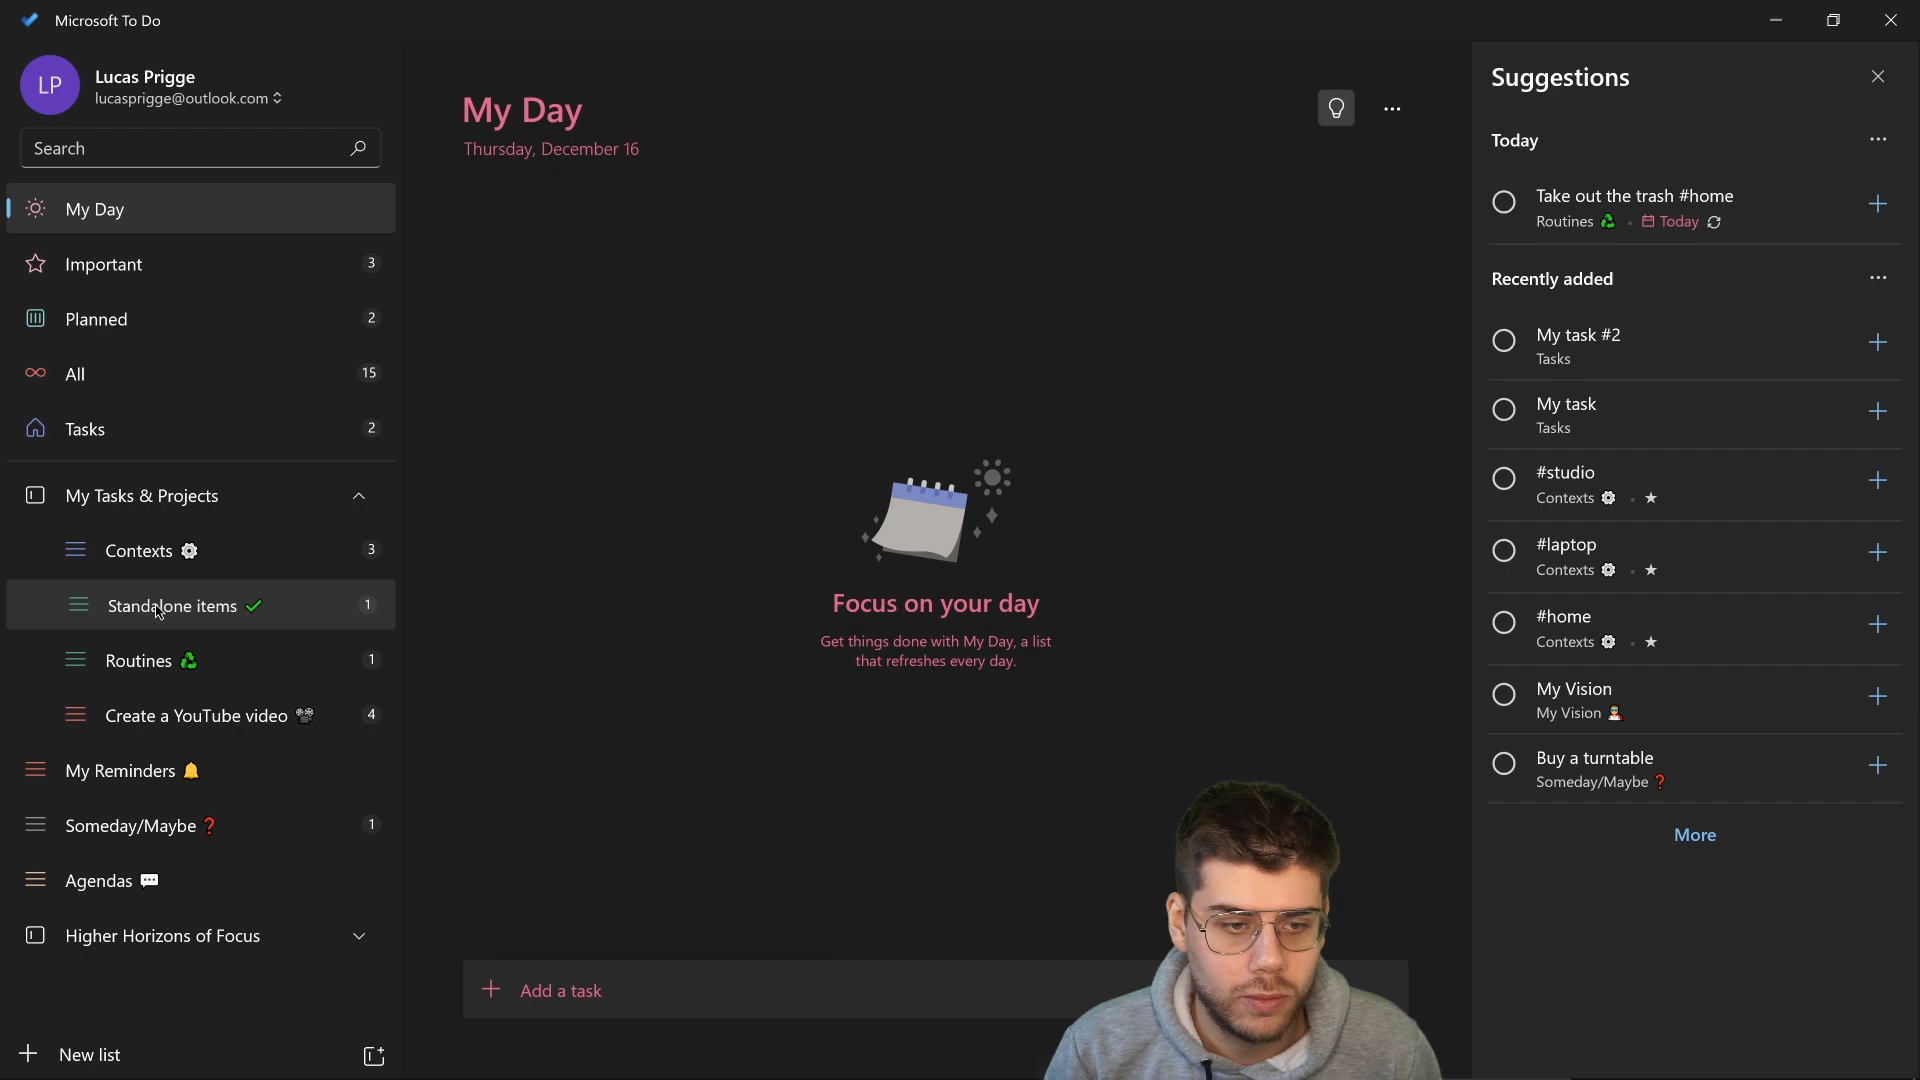 Microsoft To Do
LP
Lucas Prigge
lucasprigge@outlook.com
Search
My Day
Important 3
Planned 2
All 15
Tasks 2
My Tasks & Projects
Contexts 3
Standalone items 1
Routines 1
Create a YouTube video 4
My Reminders
Someday/Maybe❓ 1
Agendas
Higher Horizons of Focus
New list
My Day
Thursday, December 16
Focus on your day
Get things done with My Day, a list
that refreshes every day.
Add a task
Suggestions
Today
Take out the trash #home
Routines • Today
Recently added
My task #2
Tasks
My task
Tasks
#studio
Contexts • ★
#laptop
Contexts • ★
#home
Contexts • ★
My Vision
My Vision
Buy a turntable
Someday/Maybe❓
More